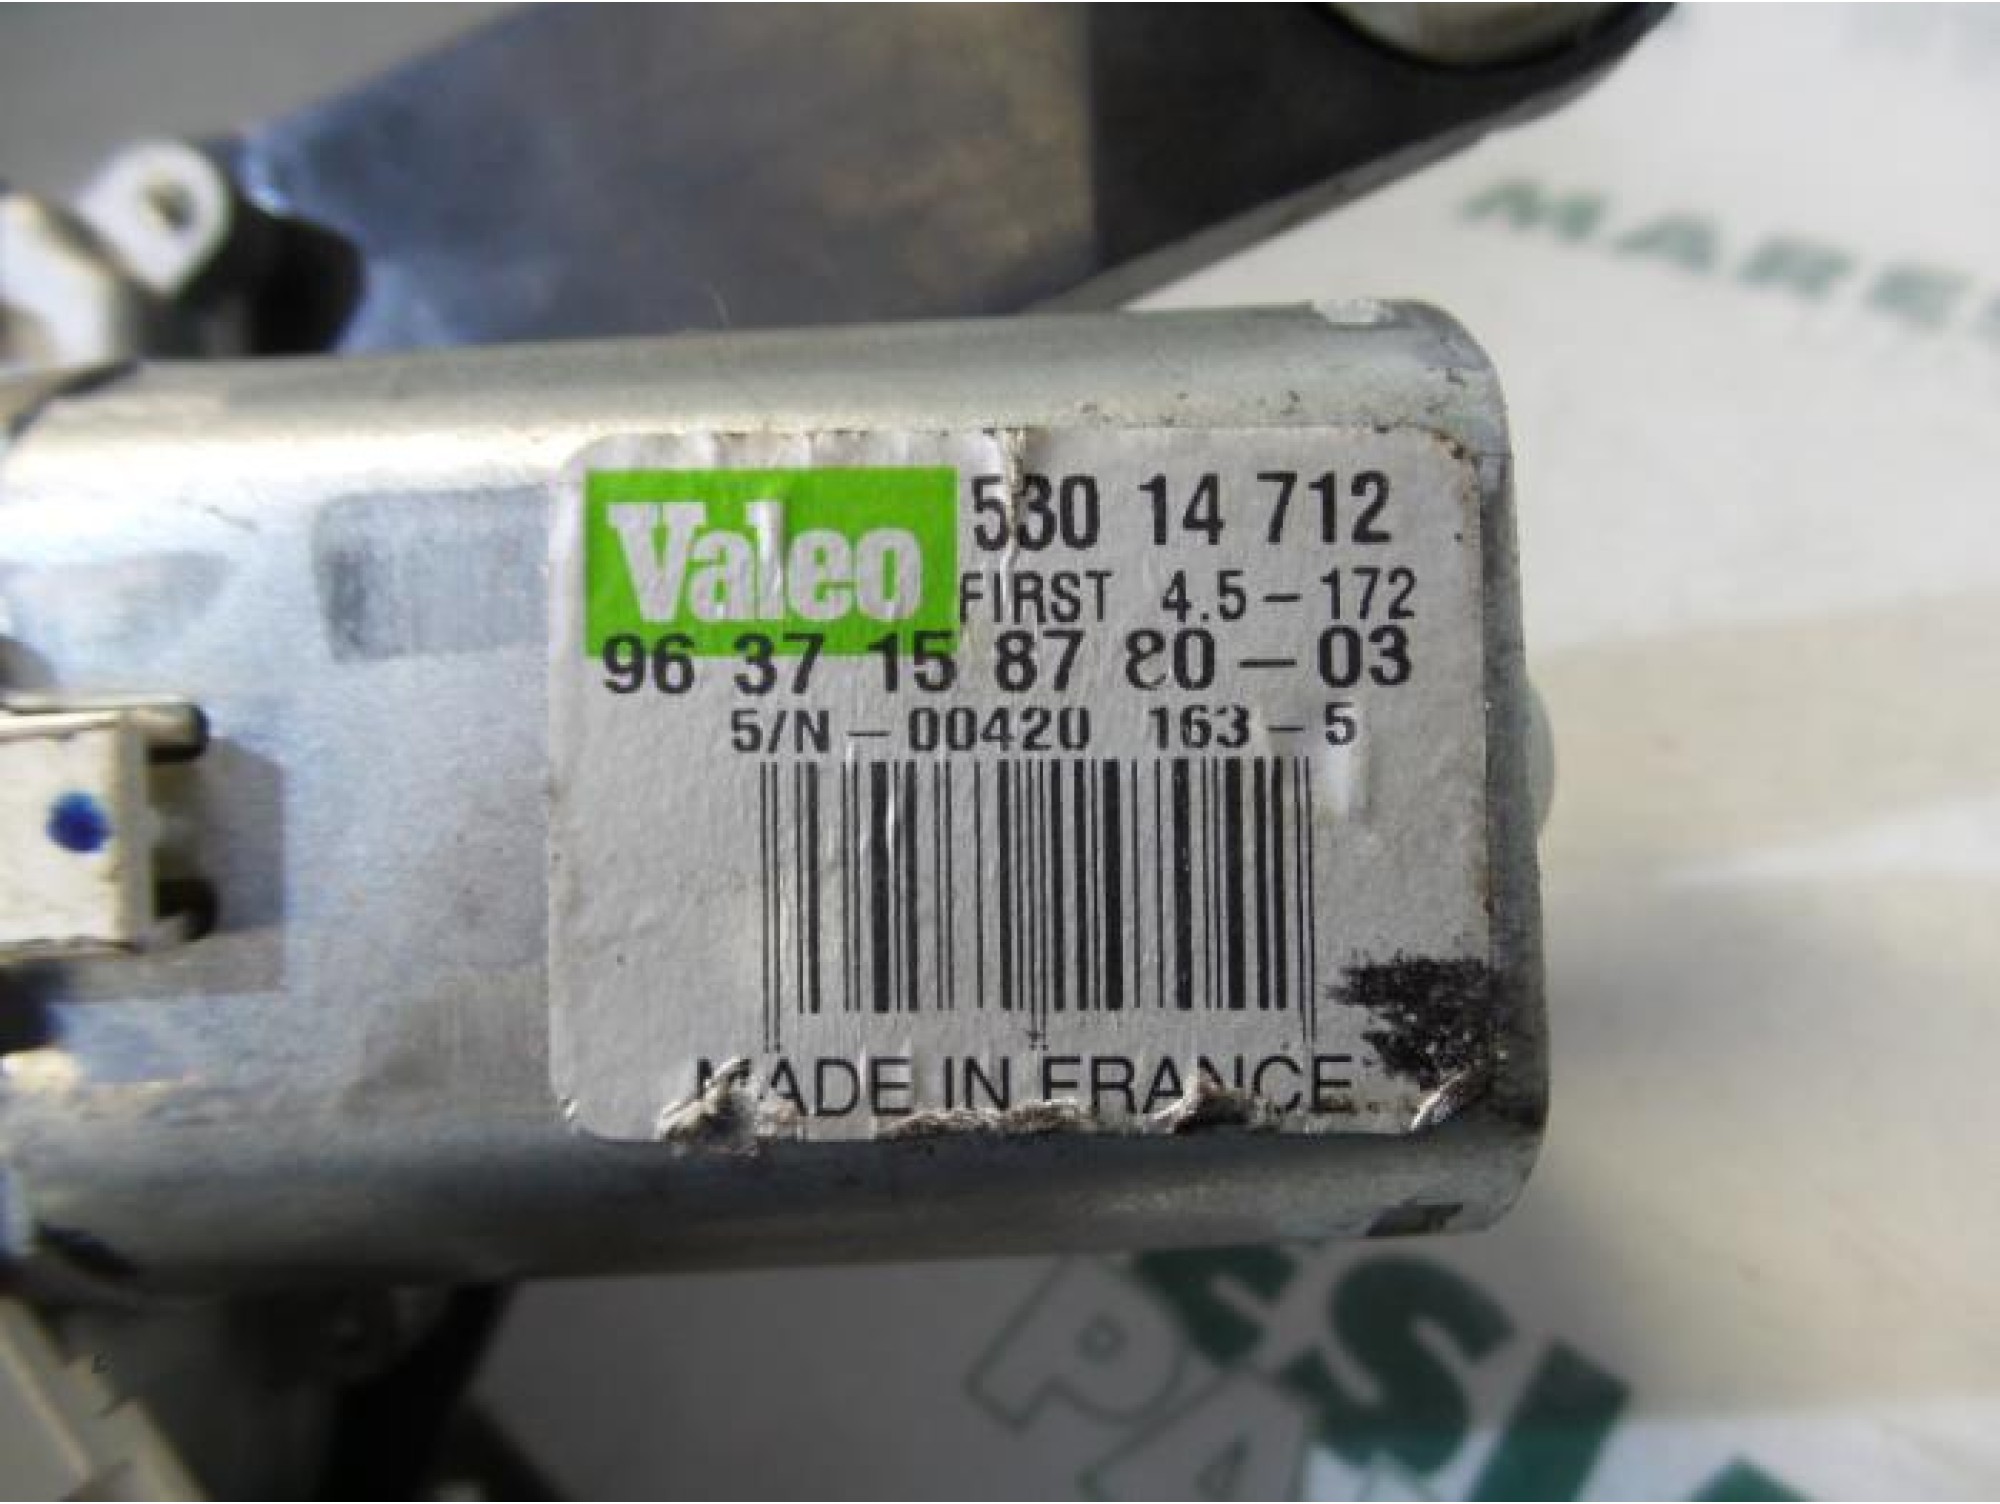 Valeo 530 14 712
FIRST 4.5-172
96 37 15 87 80-03
S/N-00420 163-5
MADE IN FRANCE